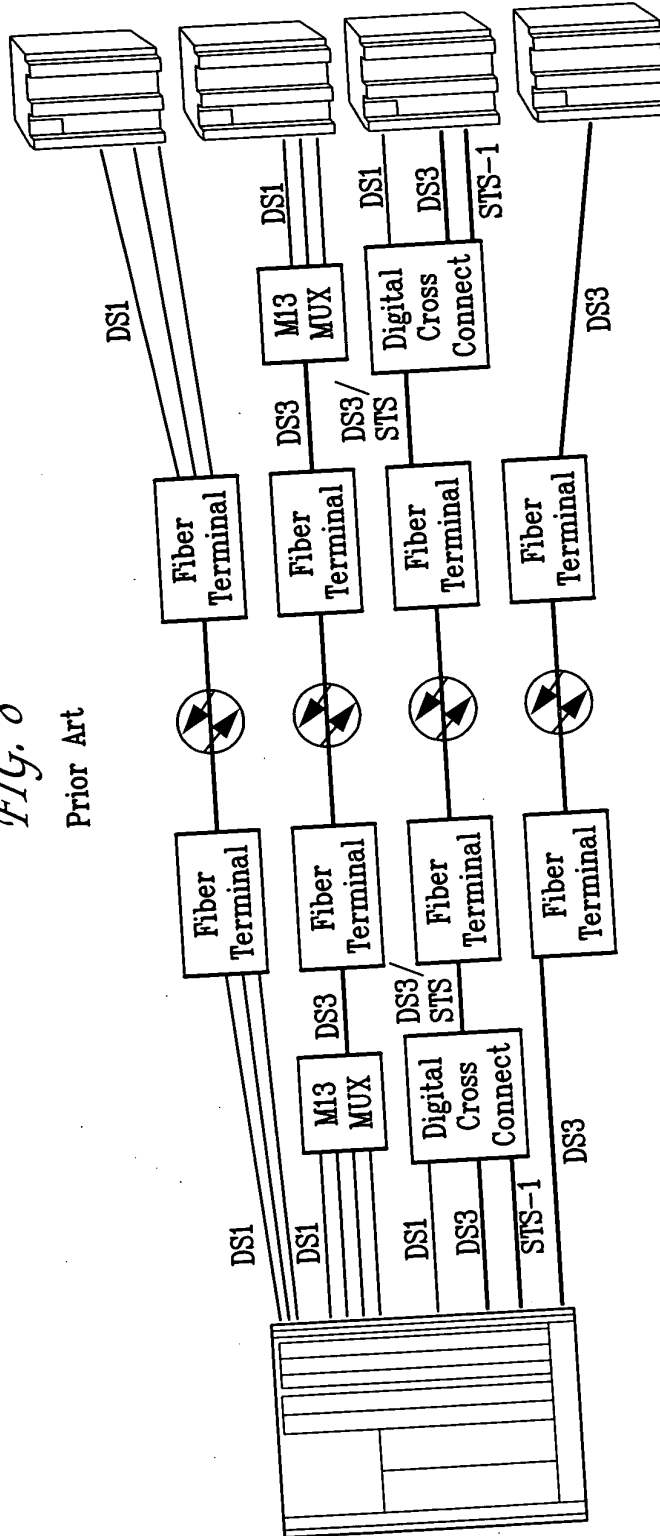 FIG.
Prior Art
DS1
Fiber
Terminal
Fiber
Terminal
DS1
DS1
M13
MUX
DS3
Fiber
Terminal
Fiber
Terminal
DS3
M13
MUX
DS1
DS1
DS3
STS-1
Digital
Cross
Connect
DS3/
STS
Fiber
Terminal
Fiber
Terminal
DS3/
STS
Digital
Cross
Connect
DS1
DS3
STS-1
DS3
Fiber
Terminal
Fiber
Terminal
DS3